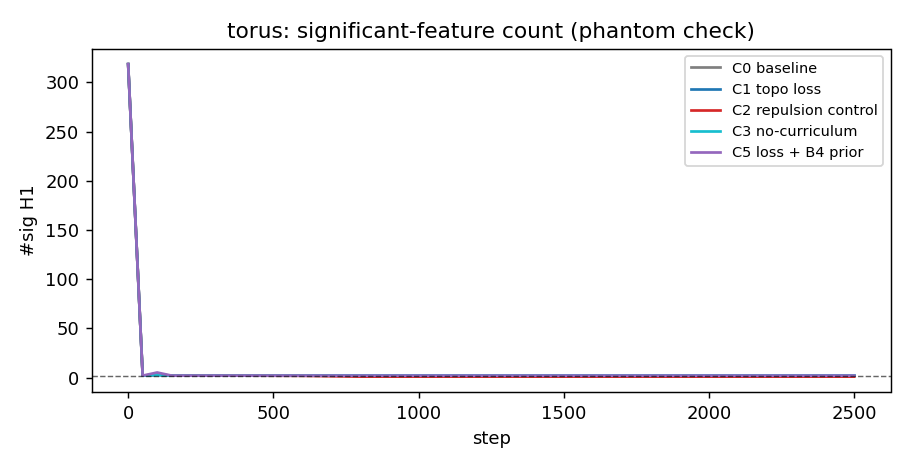 torus: significant-feature count (phantom check)
#sig H1
300
250
200
150
100
50
0
C0 baseline
C1 topo loss
C2 repulsion control
C3 no-curriculum
C5 loss + B4 prior
0 500 1000 1500 2000 2500
step